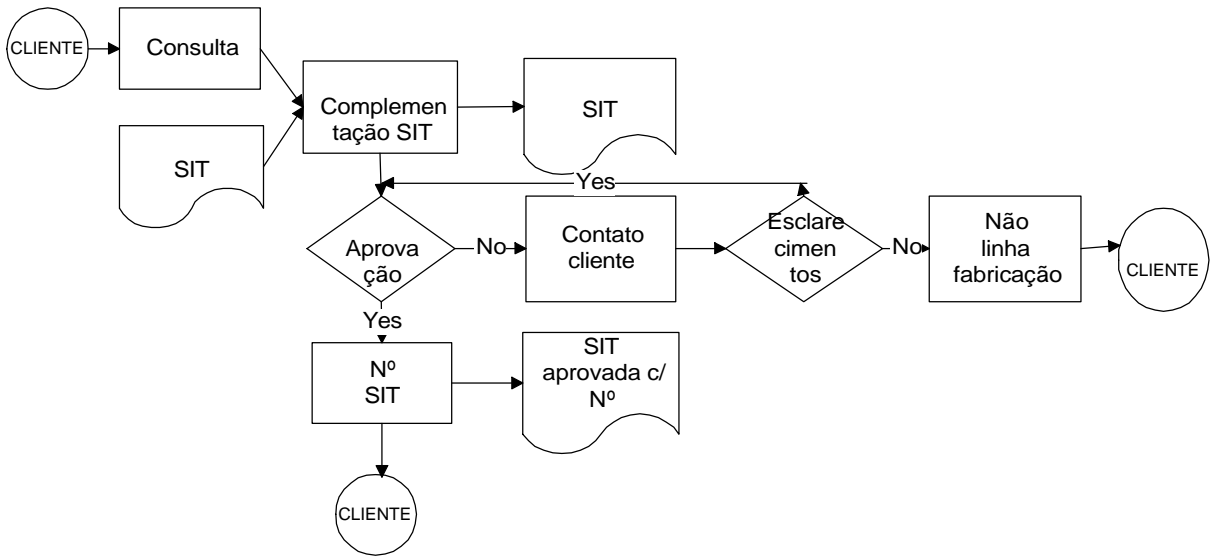 CLIENTE
Consulta
SIT
Complemen
tação SIT
SIT
Yes
Aprova
ção
No
Contato
cliente
Esclare
cimen
tos
No
Não
linha
fabricação
CLIENTE
Yes
Nº
SIT
SIT
aprovada c/
Nº
CLIENTE